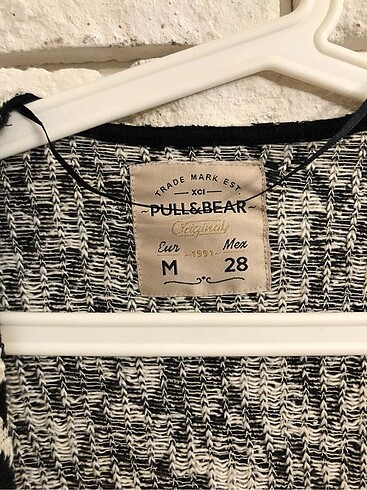 TRADE MARK EST.
— XCI —
~PULL&BEAR~
Original
Eur Mex
~1991~
M 28